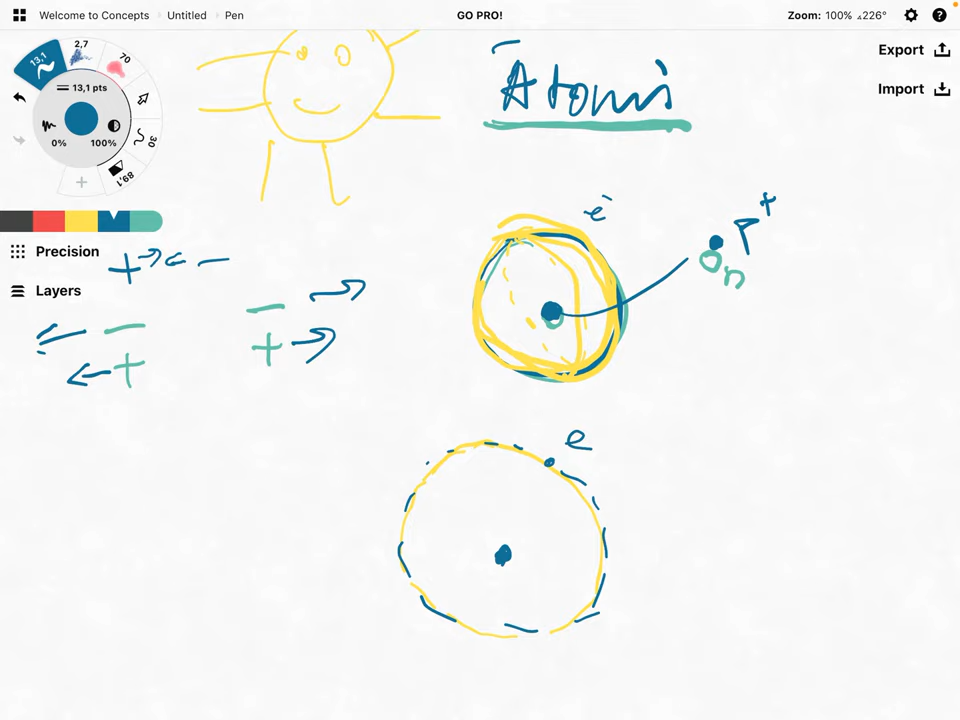 Welcome to Concepts Untitled Pen GO PRO! Zoom: 100% ⦟226°
Export
Import
13,1
2,7
70
13,1 pts
0%
100%
30
89,1
Precision
Layers
Atomi
e⁻
P⁺
n
+ → ← −
← −
− →
← +
+ →
e